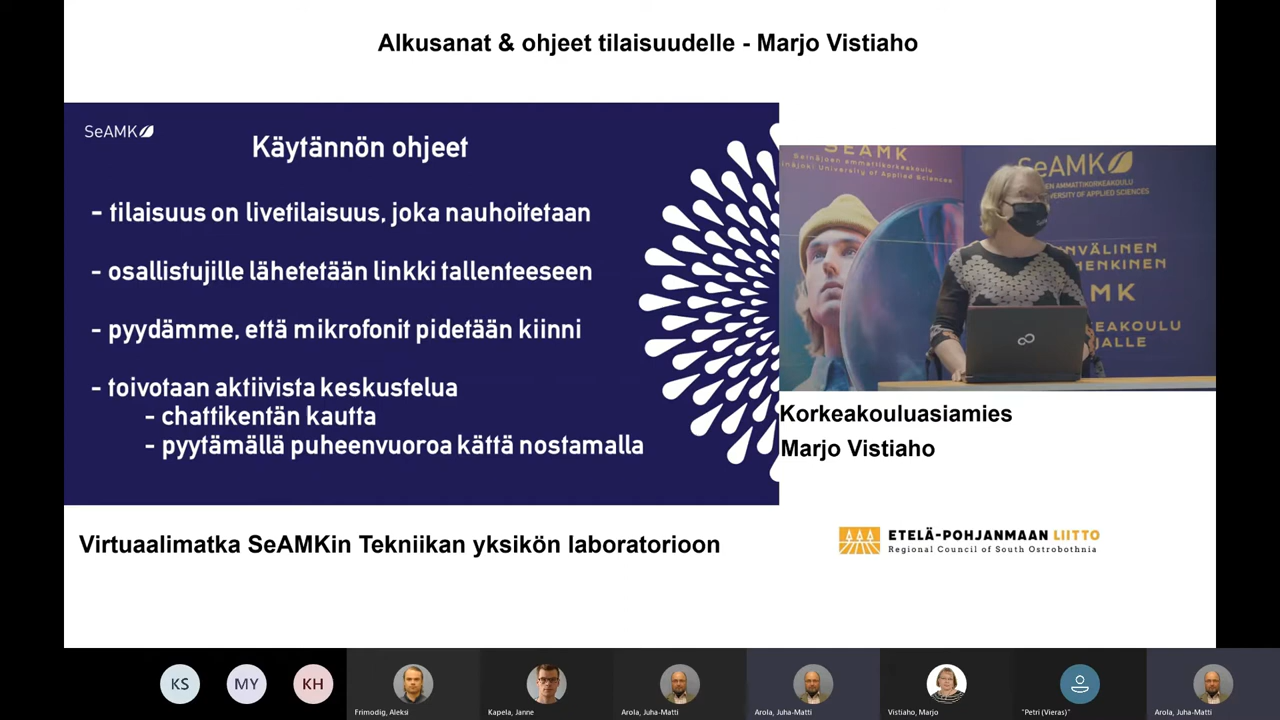 Alkusanat & ohjeet tilaisuudelle - Marjo Vistiaho
SeAMK
Käytännön ohjeet
- tilaisuus on livetilaisuus, joka nauhoitetaan
- osallistujille lähetetään linkki tallenteeseen
- pyydämme, että mikrofonit pidetään kiinni
- toivotaan aktiivista keskustelua
- chattikentän kautta
- pyytämällä puheenvuoroa kättä nostamalla
SEAMK
Seinäjoen ammattikorkeakoulu
inäjoki University of Applied Sciences
SeAMK
OEN AMMATTIKORKEAKOULU
UNIVERSITY OF APPLIED SCIENCES
NVÄLINEN
HENKINEN
MK
EAKOULU
JALLE
Korkeakouluasiamies
Marjo Vistiaho
Virtuaalimatka SeAMKin Tekniikan yksikön laboratorioon
ETELÄ-POHJANMAAN LIITTO
Regional Council of South Ostrobothnia
KS
MY
KH
Frimodig, Aleksi
Kapela, Janne
Arola, Juha-Matti
Arola, Juha-Matti
Vistiaho, Marjo
"Petri (Vieras)"
Arola, Juha-Matti